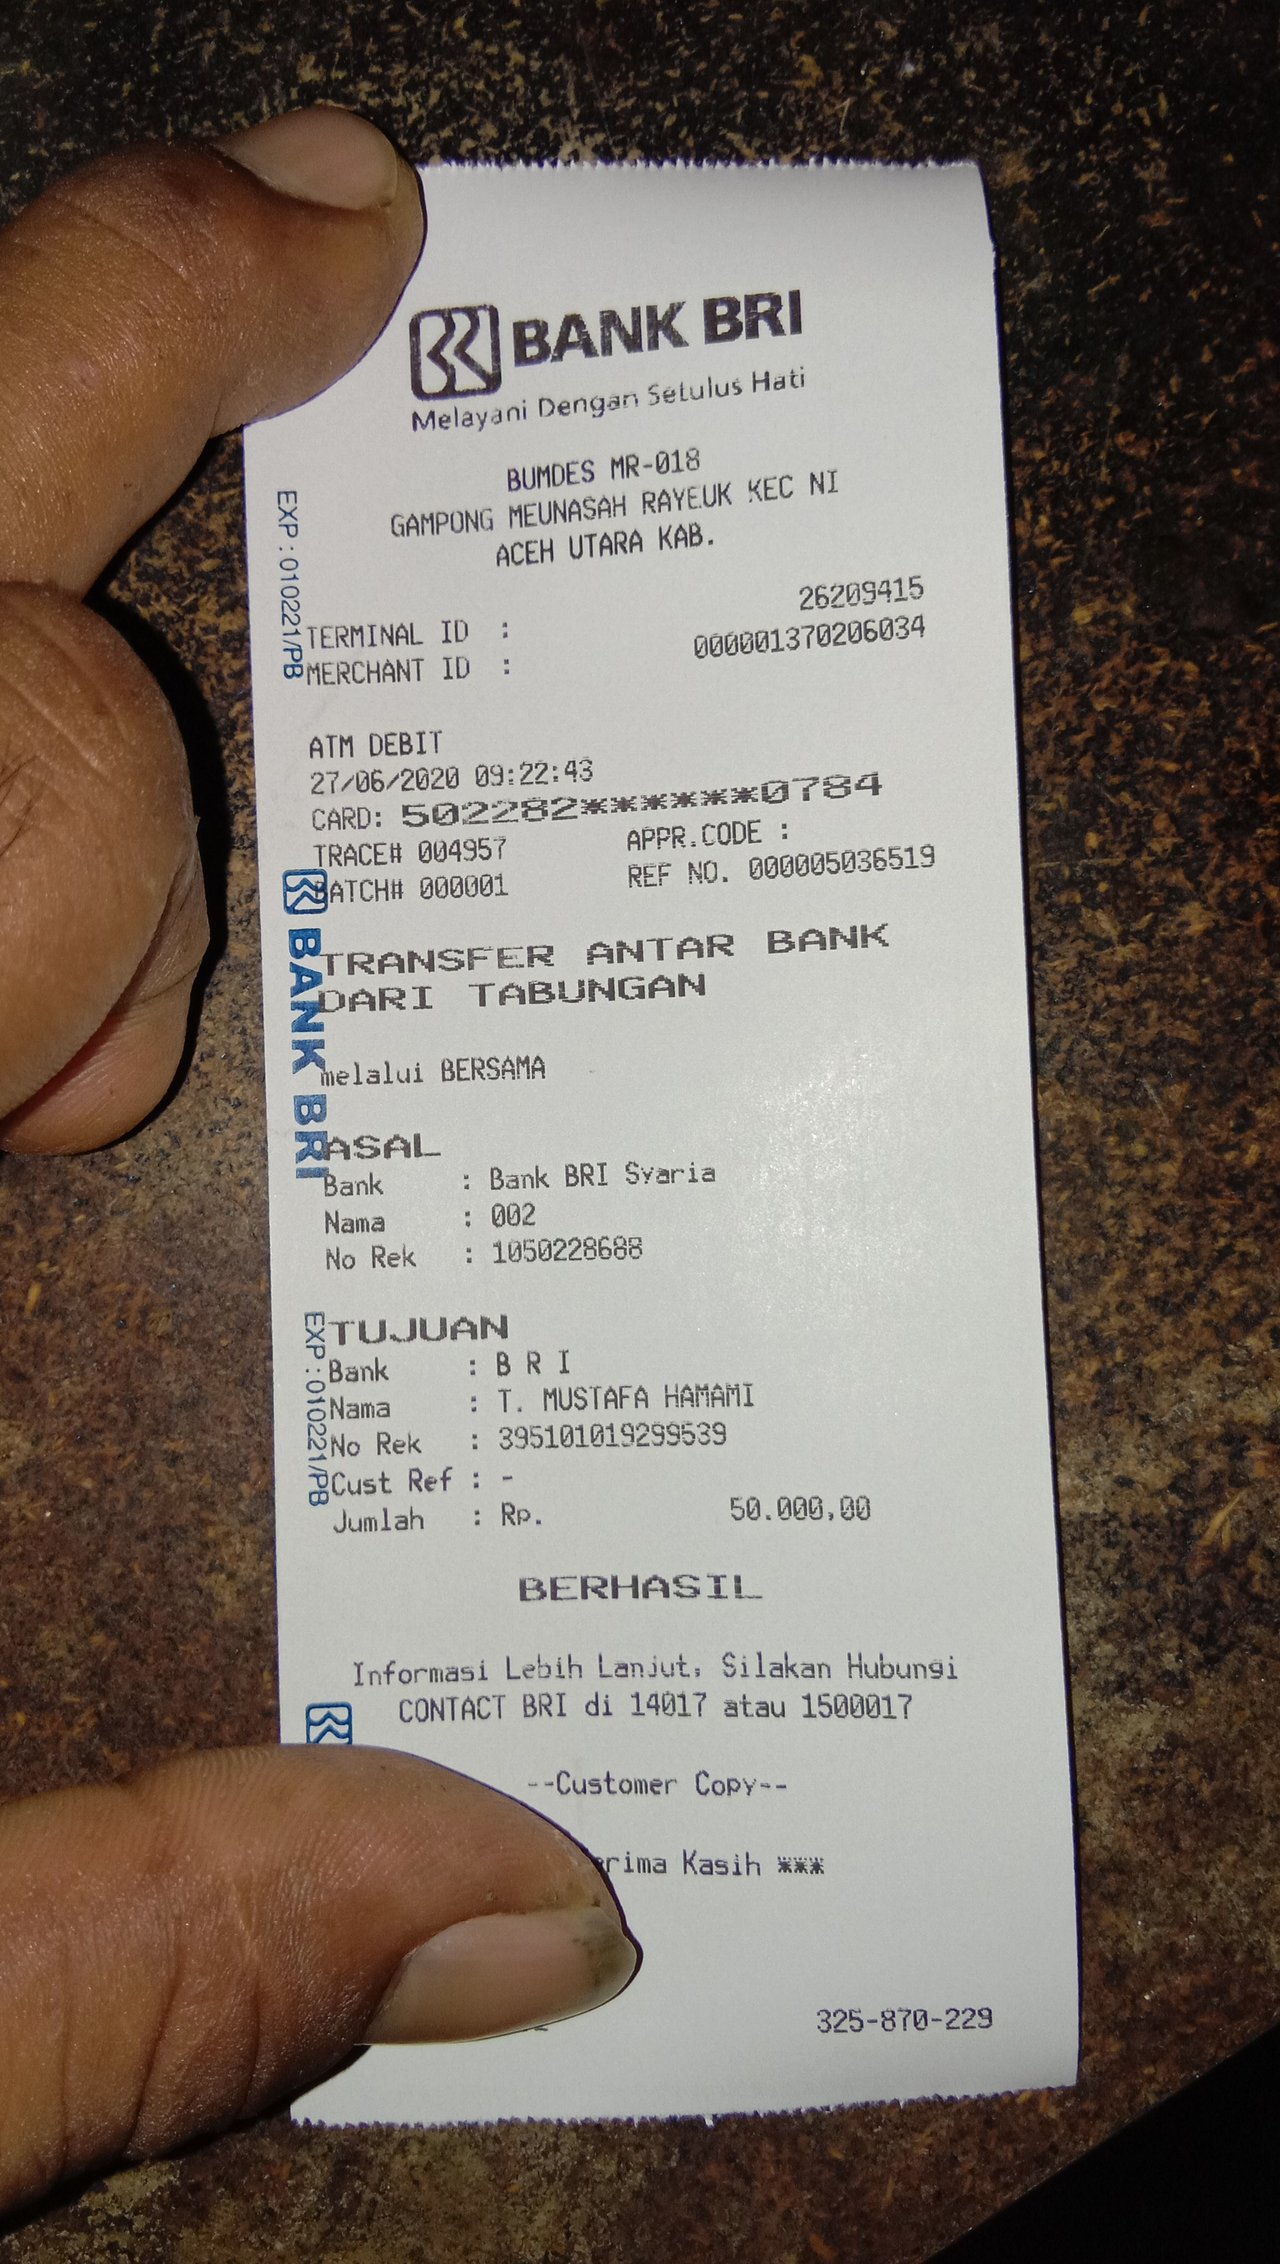 BANK BRI
Melayani Dengan Setulus Hati
BUMDES MR-018
GAMPONG MEUNASAH RAYEUK KEC NI
ACEH UTARA KAB.
TERMINAL ID : 26209415
MERCHANT ID : 000001370206034
ATM DEBIT
27/06/2020 09:22:43
CARD: 502282******0784
TRACE# 004957 APPR.CODE :
BATCH# 000001 REF NO. 000005036519
TRANSFER ANTAR BANK
DARI TABUNGAN
melalui BERSAMA
ASAL
Bank : Bank BRI Syaria
Nama : 002
No Rek : 1050228688
TUJUAN
Bank : B R I
Nama : T. MUSTAFA HAMAMI
No Rek : 395101019299539
Cust Ref : -
Jumlah : Rp. 50.000,00
BERHASIL
Informasi Lebih Lanjut, Silakan Hubungi
CONTACT BRI di 14017 atau 1500017
--Customer Copy--
Kasih ***
325-870-229
EXP : 010221/PB
BANK BRI
EXP : 010221/PB